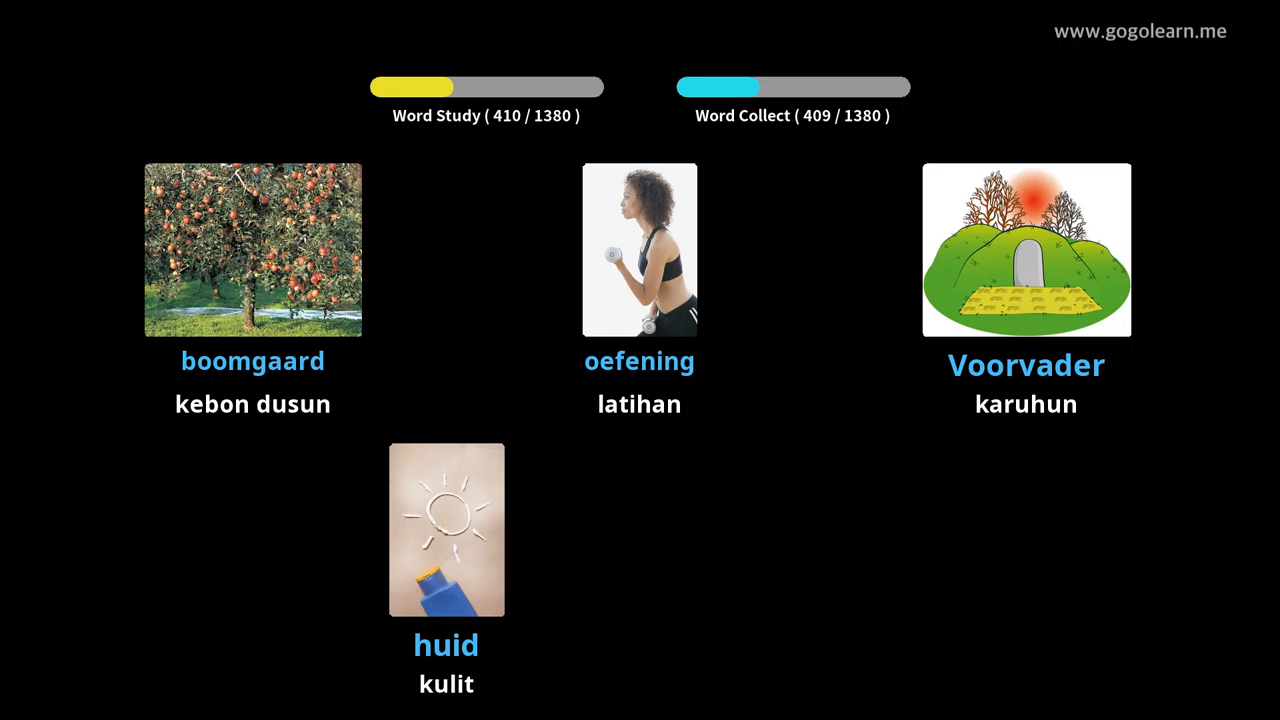 www.gogolearn.me
Word Study ( 410 / 1380 )
Word Collect ( 409 / 1380 )
boomgaard
kebon dusun
oefening
latihan
Voorvader
karuhun
huid
kulit